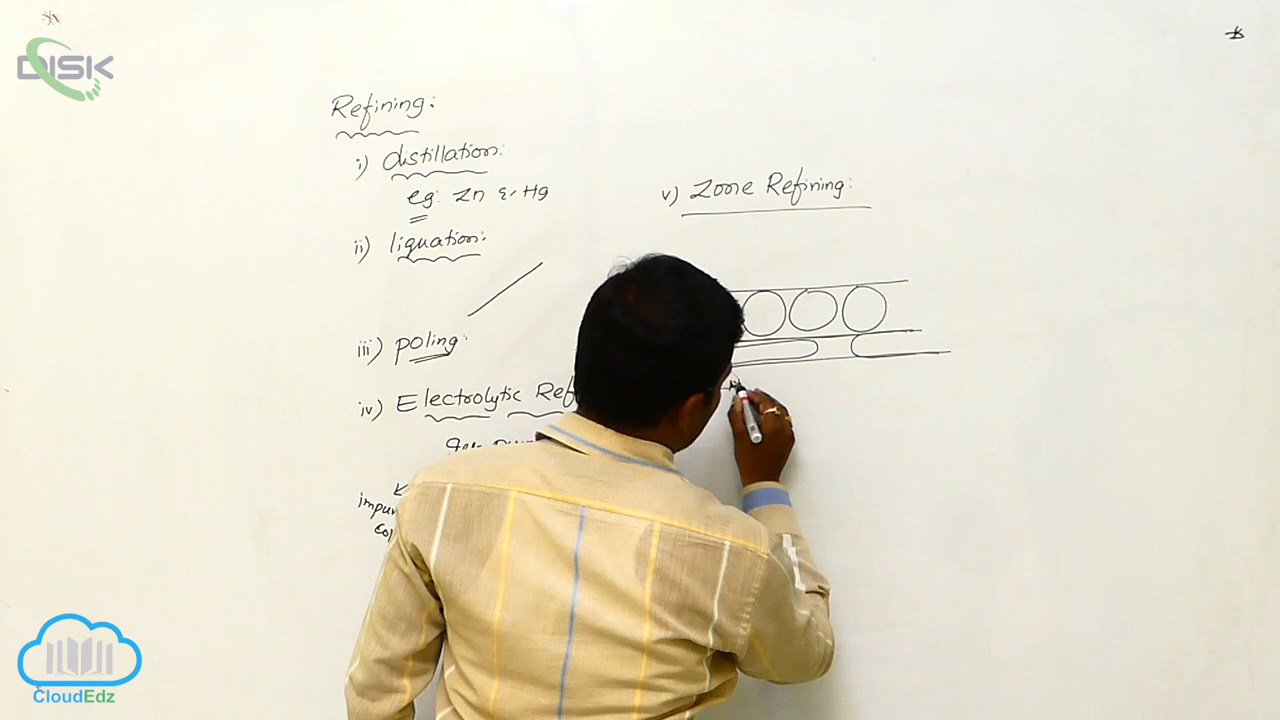 DISK
Refining:
i) distillation:
eg: Zn & Hg
ii) liquation:
iii) poling:
iv) Electrolytic Ref
v) Zone Refining:
CloudEdz